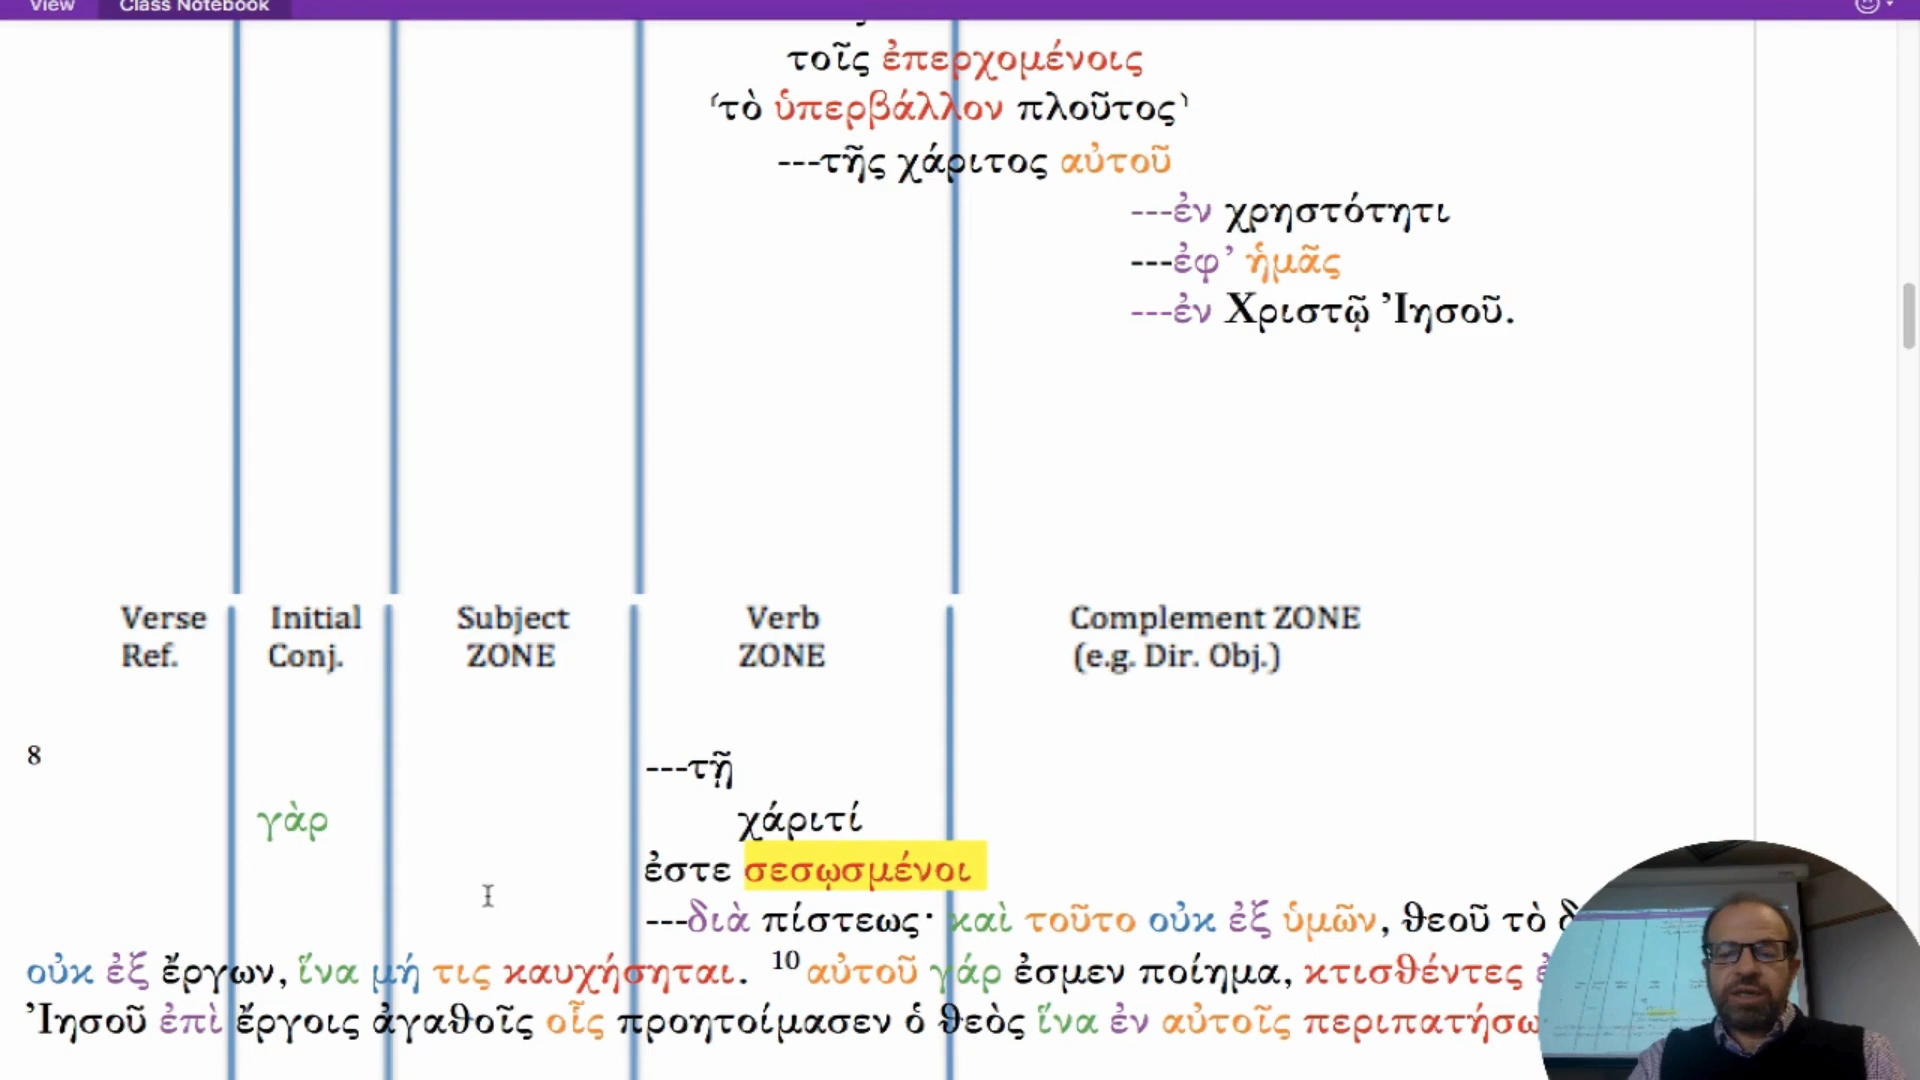 View Class Notebook
τοῖς ἐπερχομένοις
⸂τὸ ὑπερβάλλον πλοῦτος⸃
---τῆς χάριτος αὐτοῦ
---ἐν χρηστότητι
---ἐφ’ ἡμᾶς
---ἐν Χριστῷ Ἰησοῦ.
Verse Ref.
Initial Conj.
Subject ZONE
Verb ZONE
Complement ZONE (e.g. Dir. Obj.)
8
---τῇ
γὰρ χάριτί
ἐστε σεσῳσμένοι
---διὰ πίστεως· καὶ τοῦτο οὐκ ἐξ ὑμῶν, θεοῦ τὸ
οὐκ ἐξ ἔργων, ἵνα μή τις καυχήσηται. 10 αὐτοῦ γάρ ἐσμεν ποίημα, κτισθέντες
Ἰησοῦ ἐπὶ ἔργοις ἀγαθοῖς οἷς προητοίμασεν ὁ θεὸς ἵνα ἐν αὐτοῖς